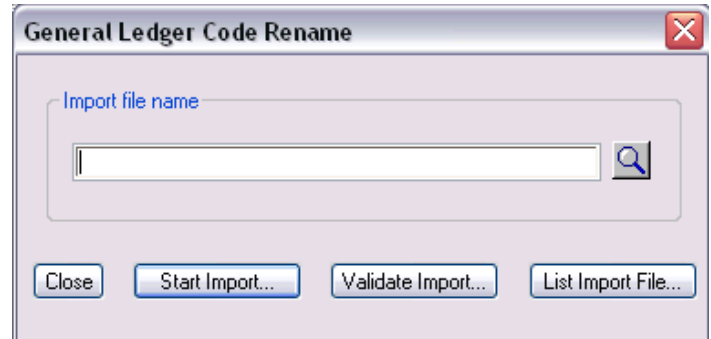 General Ledger Code Rename
Import file name
Close Start Import... Validate Import... List Import File...